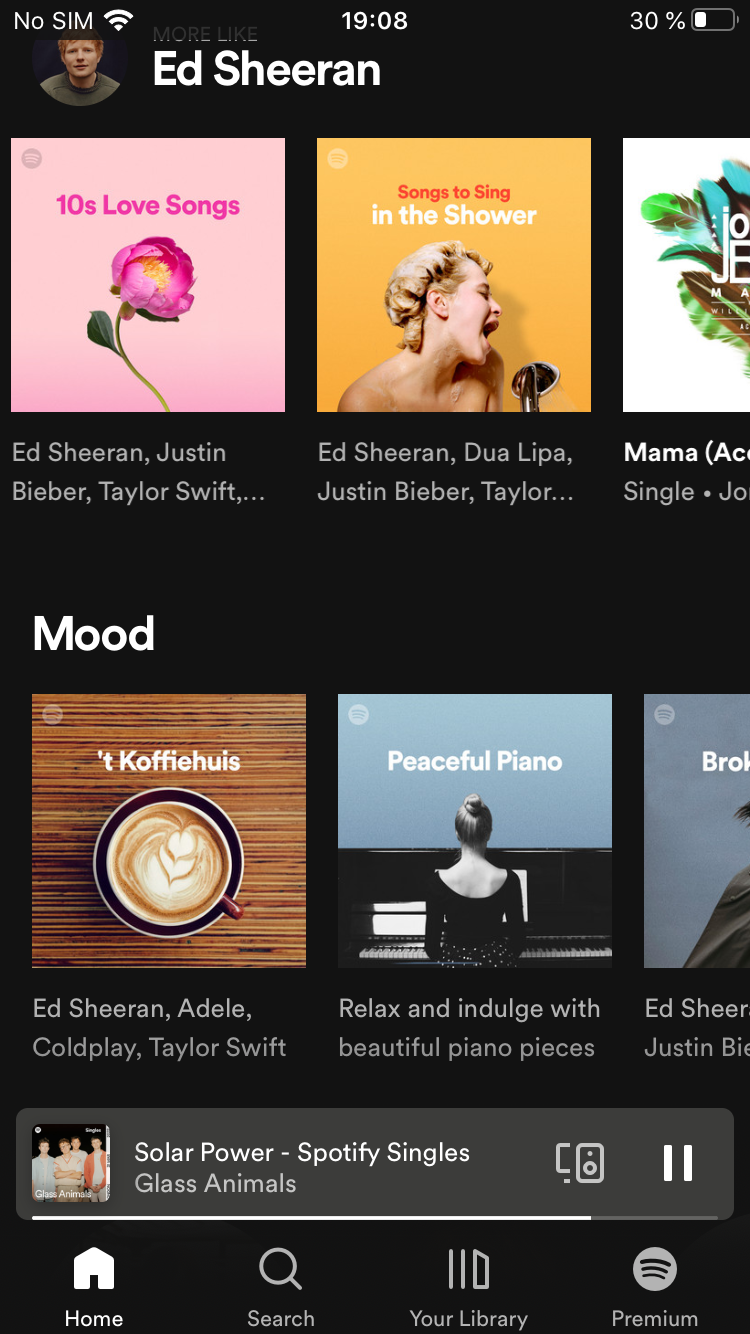 No SIM 19:08 30 %
MORE LIKE
Ed Sheeran
10s Love Songs
Songs to Sing
in the Shower
Ed Sheeran, Justin
Bieber, Taylor Swift,...
Ed Sheeran, Dua Lipa,
Justin Bieber, Taylor...
Mama (Ac
Single • Jo
Mood
't Koffiehuis
Peaceful Piano
Brok
Ed Sheeran, Adele,
Coldplay, Taylor Swift
Relax and indulge with
beautiful piano pieces
Ed Sheer
Justin Bie
Singles
Glass Animals
Solar Power - Spotify Singles
Glass Animals
Home
Search
Your Library
Premium